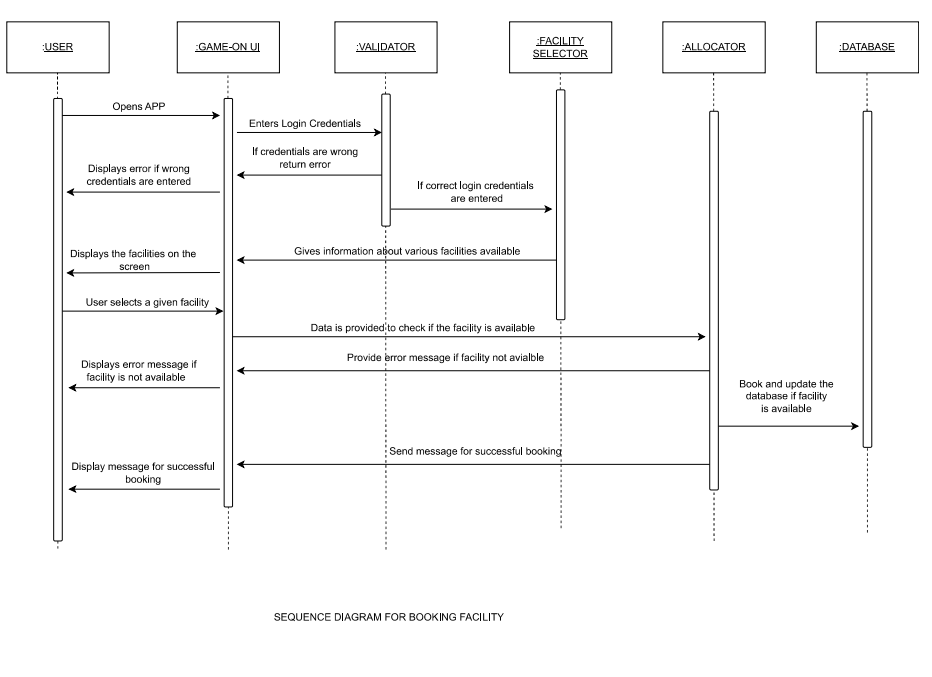 :USER
:GAME-ON UI
:VALIDATOR
:FACILITY
SELECTOR
:ALLOCATOR
:DATABASE
Opens APP
Enters Login Credentials
If credentials are wrong
return error
Displays error if wrong
credentials are entered
If correct login credentials
are entered
Gives information about various facilities available
Displays the facilities on the
screen
User selects a given facility
Data is provided to check if the facility is available
Provide error message if facility not avialble
Displays error message if
facility is not available
Book and update the
database if facility
is available
Send message for successful booking
Display message for successful
booking
SEQUENCE DIAGRAM FOR BOOKING FACILITY